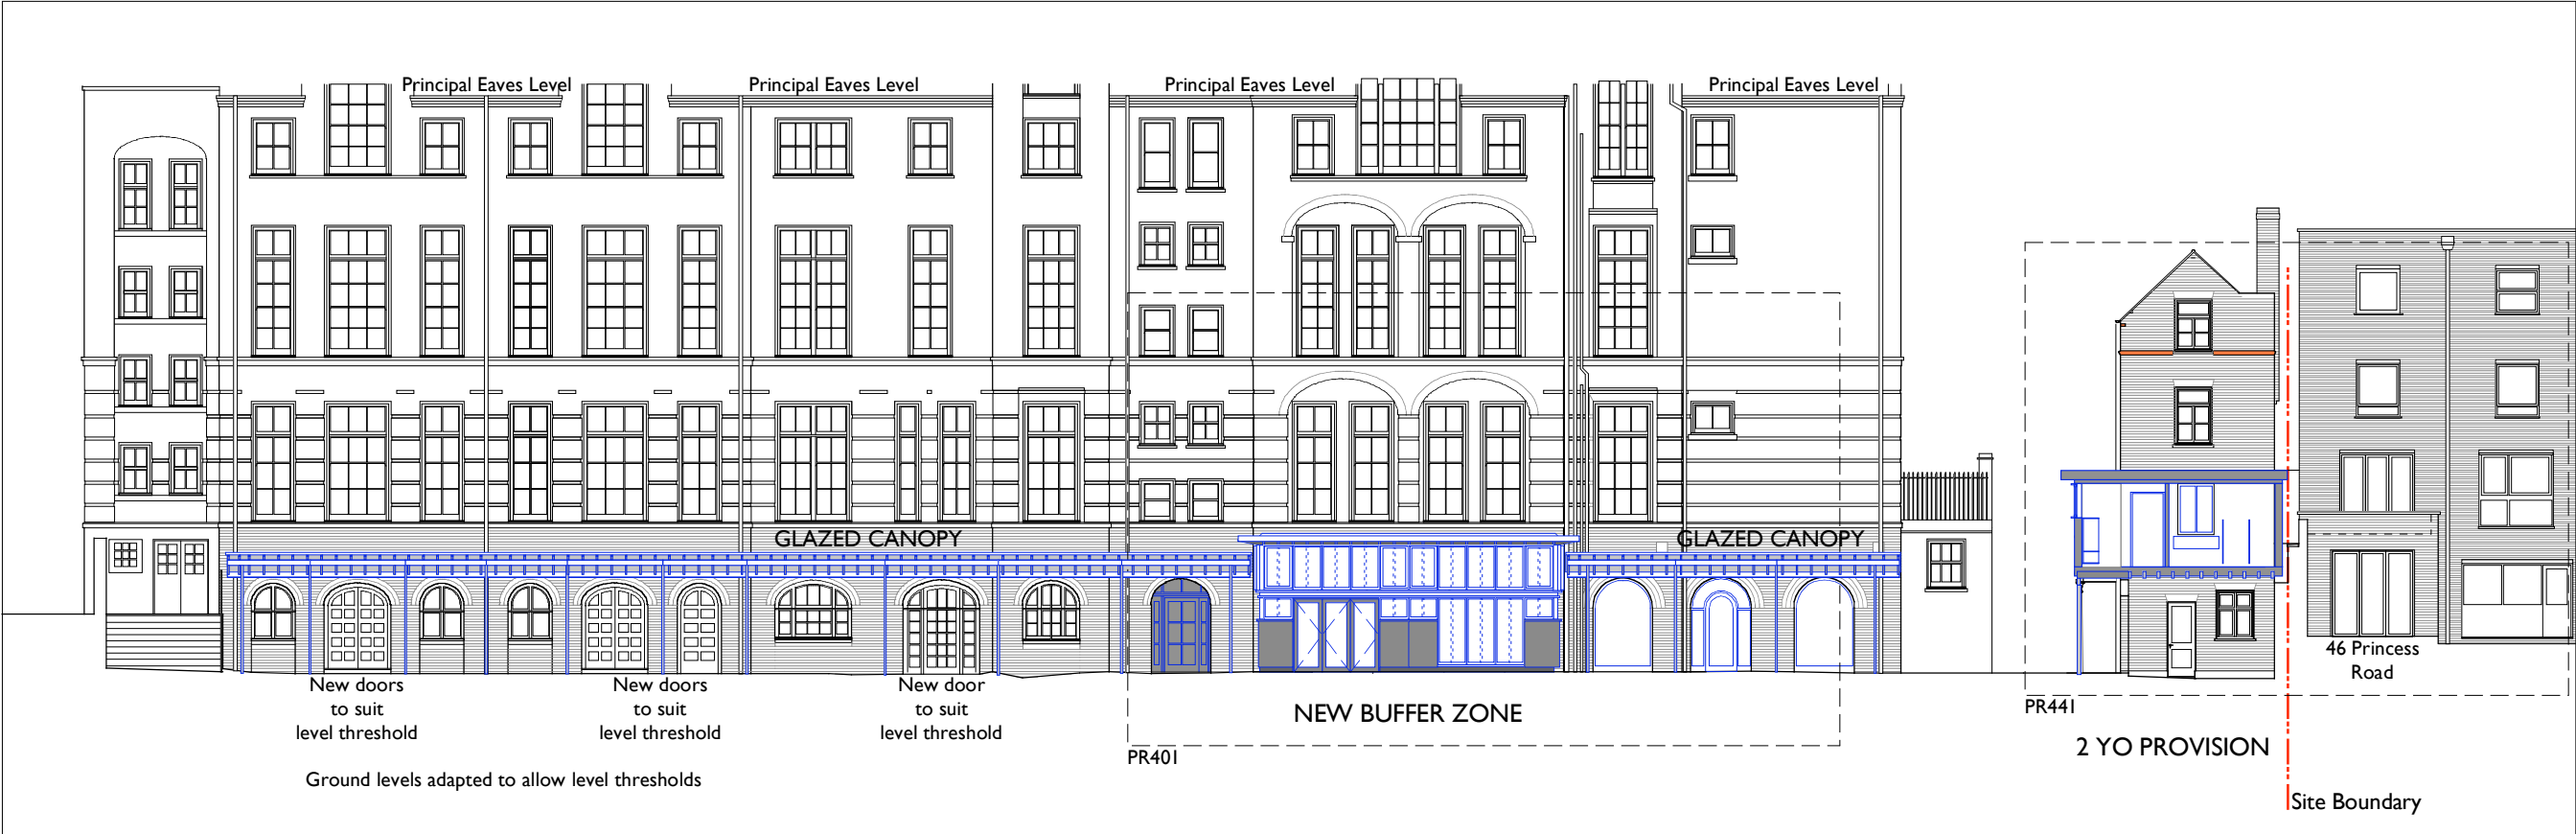 Principal Eaves Level
Principal Eaves Level
Principal Eaves Level
Principal Eaves Level
GLAZED CANOPY
GLAZED CANOPY
New doors
to suit
level threshold
New doors
to suit
level threshold
New door
to suit
level threshold
Ground levels adapted to allow level thresholds
NEW BUFFER ZONE
PR401
46 Princess
Road
PR441
2 YO PROVISION
Site Boundary